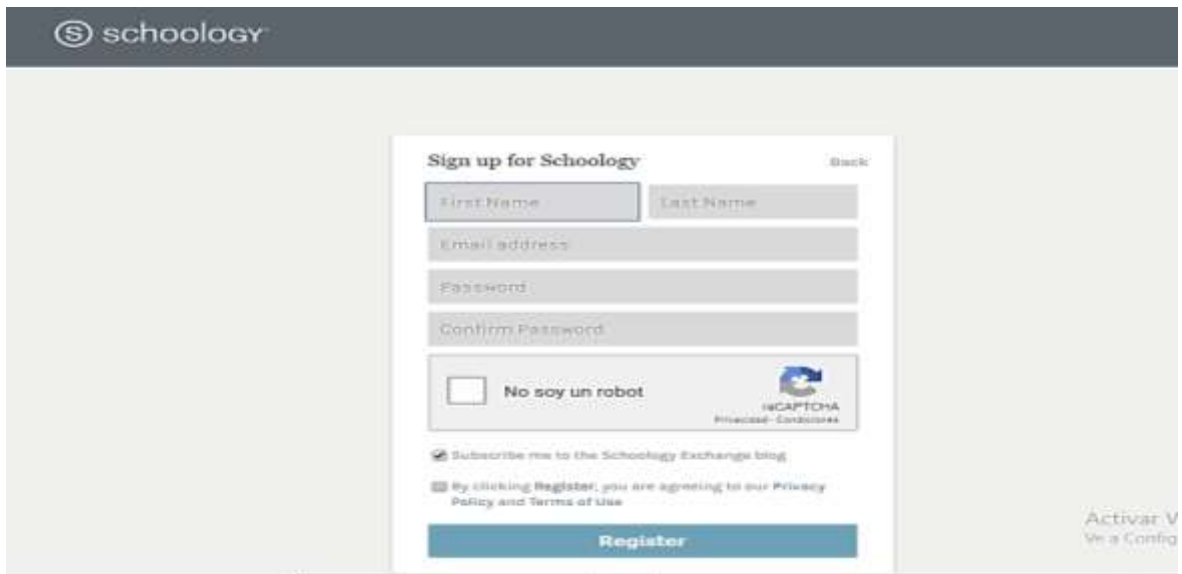 schoology
Sign up for Schoology
Back
First Name
Last Name
Email address
Password
Confirm Password
No soy un robot
reCAPTCHA
Privacidad - Condiciones
Subscribe me to the Schoology Exchange blog
By clicking Register, you are agreeing to our Privacy
Policy and Terms of Use
Register
Activar V
Ve a Config